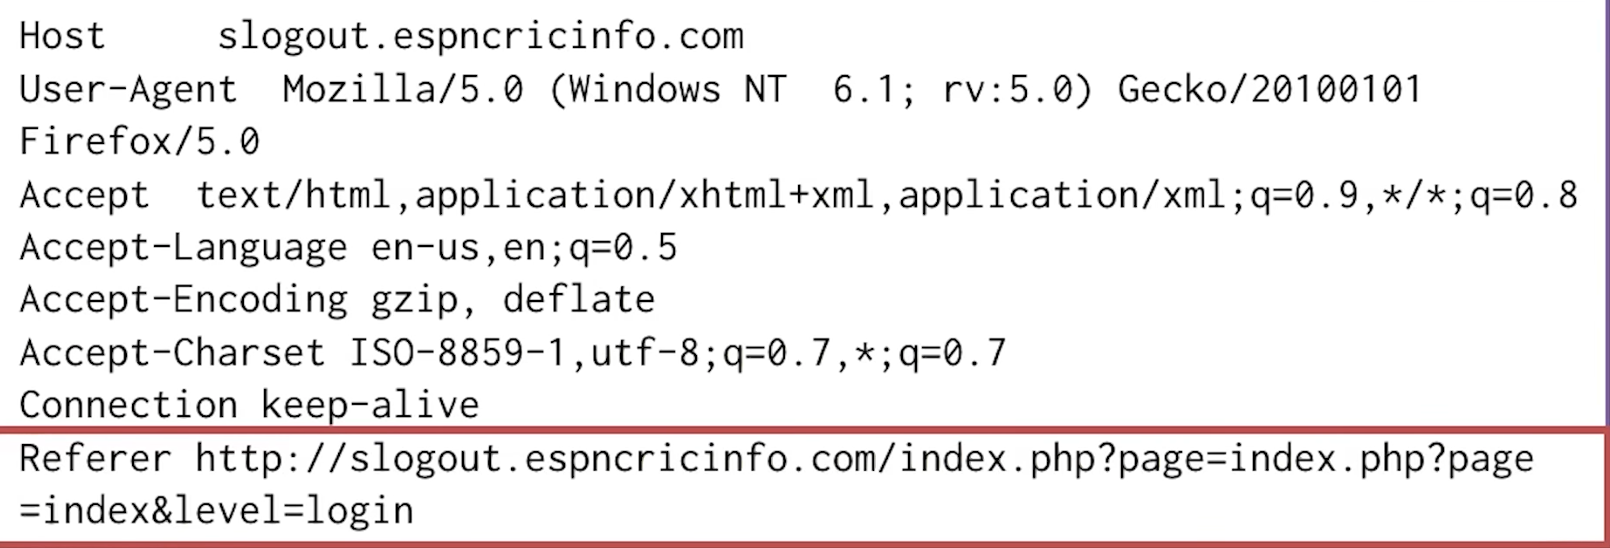 Host slogout.espncricinfo.com
User-Agent Mozilla/5.0 (Windows NT 6.1; rv:5.0) Gecko/20100101
Firefox/5.0
Accept text/html,application/xhtml+xml,application/xml;q=0.9,*/*;q=0.8
Accept-Language en-us,en;q=0.5
Accept-Encoding gzip, deflate
Accept-Charset ISO-8859-1,utf-8;q=0.7,*;q=0.7
Connection keep-alive
Referer http://slogout.espncricinfo.com/index.php?page=index.php?page
=index&level=login